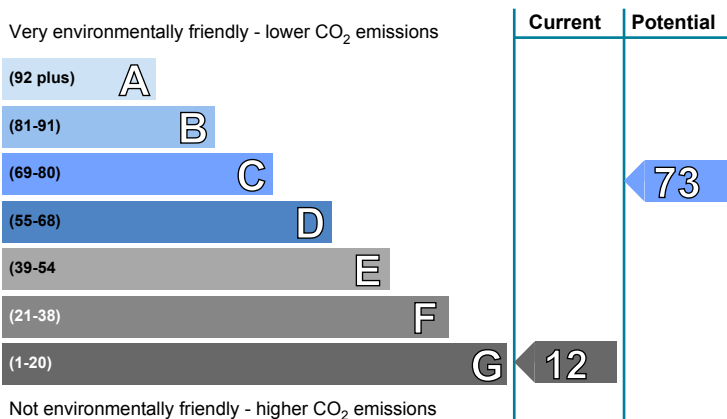 Current Potential
Very environmentally friendly - lower CO2 emissions
(92 plus) A
(81-91) B
(69-80) C
73
(55-68) D
(39-54 E
(21-38) F
(1-20) G 12
Not environmentally friendly - higher CO2 emissions